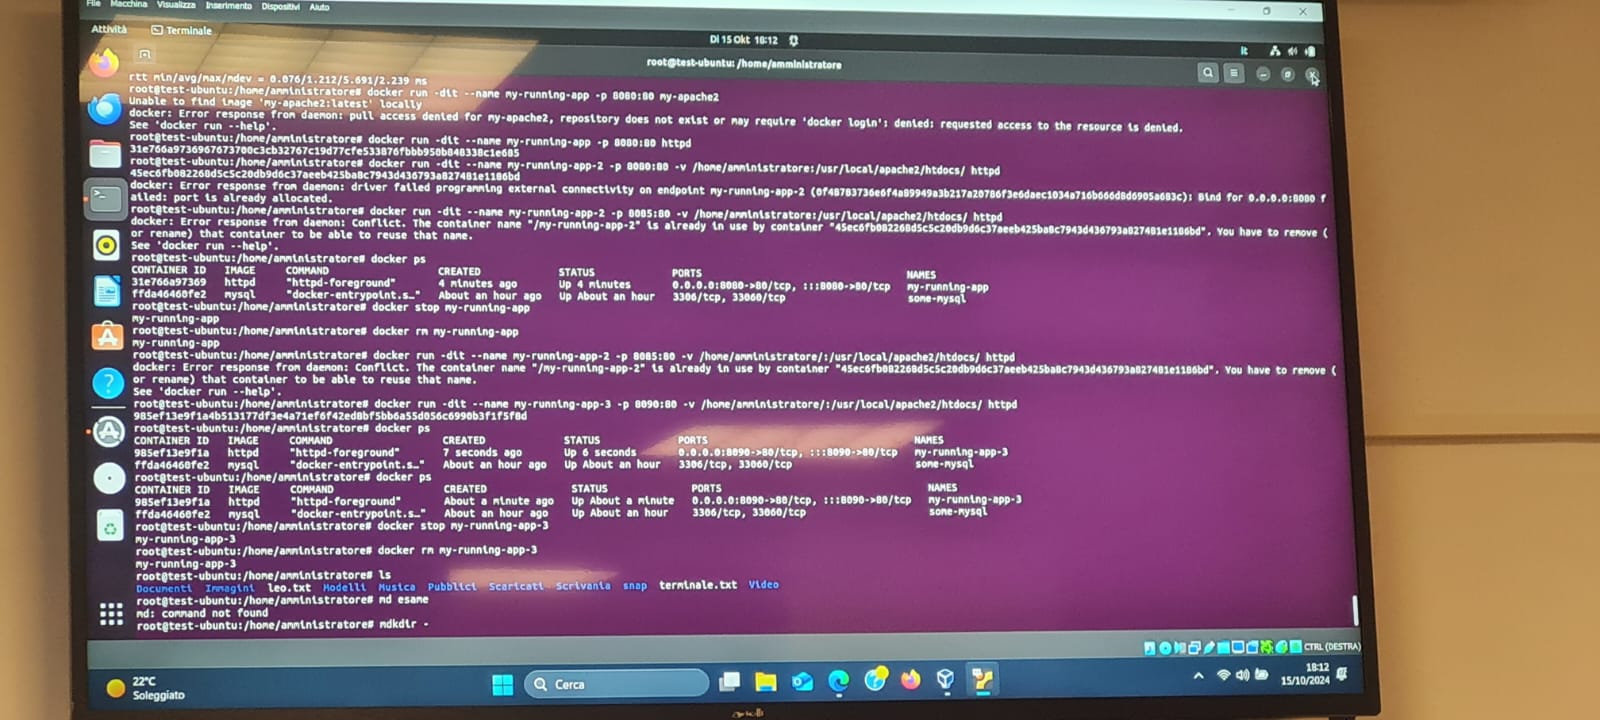 File Macchina Visualizza Inserimento Dispositivi Aiuto
Attività Terminale Di 15 Okt 18:12 it
root@test-ubuntu: /home/amministratore
rtt min/avg/max/mdev = 0.076/1.212/5.691/2.239 ms
root@test-ubuntu:/home/amministratore# docker run -dit --name my-running-app -p 8080:80 my-apache2
Unable to find image 'my-apache2:latest' locally
docker: Error response from daemon: pull access denied for my-apache2, repository does not exist or may require 'docker login': denied: requested access to the resource is denied.
See 'docker run --help'.
root@test-ubuntu:/home/amministratore# docker run -dit --name my-running-app -p 8080:80 httpd
root@test-ubuntu:/home/amministratore# docker run -dit --name my-running-app-2 -p 8080:80 -v /home/amministratore:/usr/local/apache2/htdocs/ httpd
45ec6fb082268d5c5c20db9d6c37aeeb425ba8c7943d436793a827481e1186bd
docker: Error response from daemon: driver failed programming external connectivity on endpoint my-running-app-2 Bind for 0.0.0.0:8080 f
ailed: port is already allocated.
root@test-ubuntu:/home/amministratore# docker run -dit --name my-running-app-2 -p 8085:80 -v /home/amministratore:/usr/local/apache2/htdocs/ httpd
docker: Error response from daemon: Conflict. The container name "/my-running-app-2" is already in use by container "45ec6fb082268d5c5c20db9d6c37aeeb425ba8c7943d436793a827481e1186bd". You have to remove (
or rename) that container to be able to reuse that name.
See 'docker run --help'.
root@test-ubuntu:/home/amministratore# docker ps
CONTAINER ID IMAGE COMMAND CREATED STATUS PORTS NAMES
31e766a97369 httpd "httpd-foreground" 4 minutes ago Up 4 minutes 0.0.0.0:8080->80/tcp, :::8080->80/tcp my-running-app
ffda46460fe2 mysql "docker-entrypoint.s…" About an hour ago Up About an hour 3306/tcp, 33060/tcp some-mysql
root@test-ubuntu:/home/amministratore# docker stop my-running-app
my-running-app
root@test-ubuntu:/home/amministratore# docker rm my-running-app
my-running-app
root@test-ubuntu:/home/amministratore# docker run -dit --name my-running-app-2 -p 8085:80 -v /home/amministratore/:/usr/local/apache2/htdocs/ httpd
docker: Error response from daemon: Conflict. The container name "/my-running-app-2" is already in use by container "45ec6fb082268d5c5c20db9d6c37aeeb425ba8c7943d436793a827481e1186bd". You have to remove (
or rename) that container to be able to reuse that name.
See 'docker run --help'.
root@test-ubuntu:/home/amministratore# docker run -dit --name my-running-app-3 -p 8090:80 -v /home/amministratore/:/usr/local/apache2/htdocs/ httpd
985ef13e9f1a4b513177df3e4a71ef6f42ed8bf5bb6a55d056c6990b3f1f5f8d
root@test-ubuntu:/home/amministratore# docker ps
CONTAINER ID IMAGE COMMAND CREATED STATUS PORTS NAMES
985ef13e9f1a httpd "httpd-foreground" 7 seconds ago Up 6 seconds 0.0.0.0:8090->80/tcp, :::8090->80/tcp my-running-app-3
ffda46460fe2 mysql "docker-entrypoint.s…" About an hour ago Up About an hour 3306/tcp, 33060/tcp some-mysql
root@test-ubuntu:/home/amministratore# docker ps
CONTAINER ID IMAGE COMMAND CREATED STATUS PORTS NAMES
985ef13e9f1a httpd "httpd-foreground" About a minute ago Up About a minute 0.0.0.0:8090->80/tcp, :::8090->80/tcp my-running-app-3
ffda46460fe2 mysql "docker-entrypoint.s…" About an hour ago Up About an hour 3306/tcp, 33060/tcp some-mysql
root@test-ubuntu:/home/amministratore# docker stop my-running-app-3
my-running-app-3
root@test-ubuntu:/home/amministratore# docker rm my-running-app-3
my-running-app-3
root@test-ubuntu:/home/amministratore# ls
Documenti Immagini leo.txt Modelli Musica Pubblici Scaricati Scrivania snap terminale.txt Video
root@test-ubuntu:/home/amministratore# md esame
md: command not found
root@test-ubuntu:/home/amministratore# mdkdir -
CTRL (DESTRA)
22°C
Soleggiato
Cerca
18:12
15/10/2024